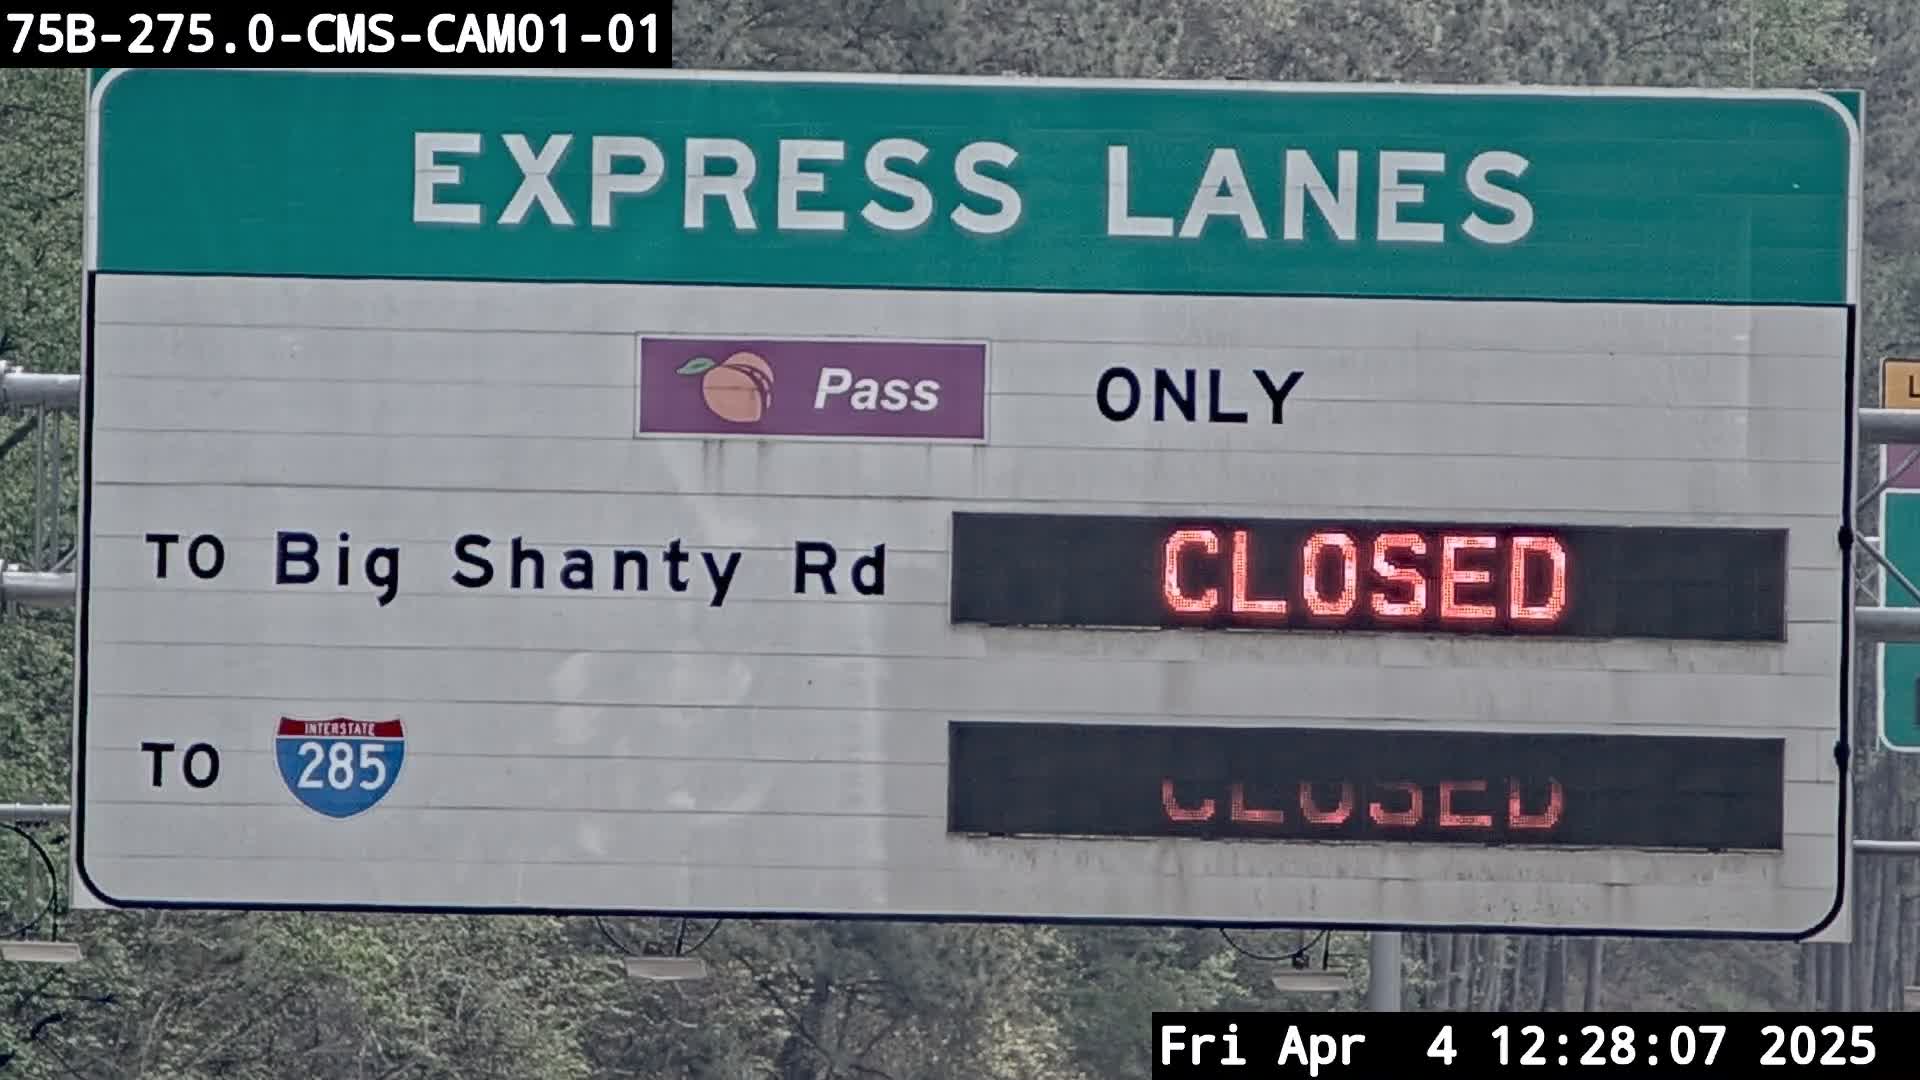 75B-275.0-CMS-CAM01-01
EXPRESS LANES
Pass ONLY
TO Big Shanty Rd CLOSED
TO INTERSTATE 285 CLOSED
L
Fri Apr 4 12:28:07 2025